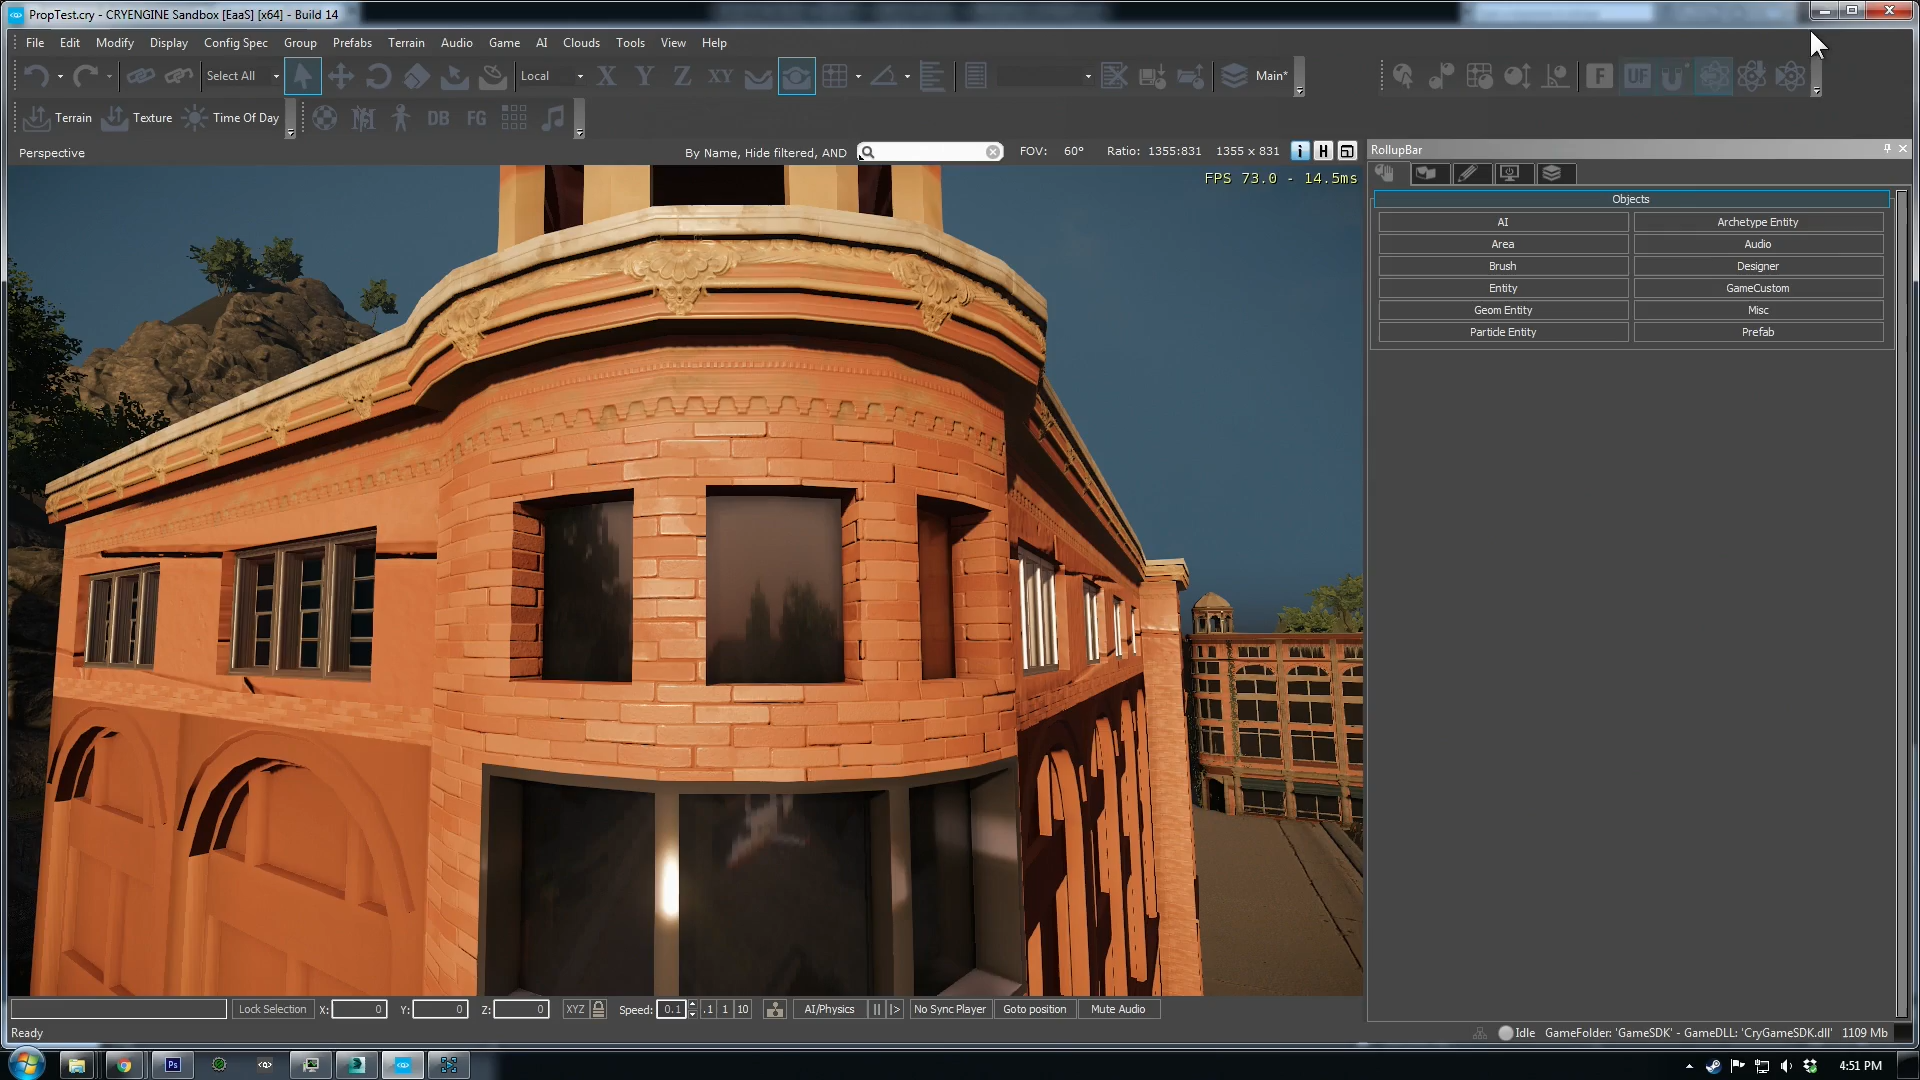 PropTest.cry - CRYENGINE Sandbox [EaaS] [x64] - Build 14
File Edit Modify Display Config Spec Group Prefabs Terrain Audio Game AI Clouds Tools View Help
Select All Local X Y Z XY Main* F UF
Terrain Texture Time Of Day DB FG
Perspective By Name, Hide filtered, AND FOV: 60° Ratio: 1355:831 1355 x 831 i H
RollupBar
FPS 73.0 - 14.5ms
Objects
AI Archetype Entity
Area Audio
Brush Designer
Entity GameCustom
Geom Entity Misc
Particle Entity Prefab
Lock Selection X: 0 Y: 0 Z: 0 XYZ Speed: 0.1 .1 1 10 AI/Physics || |> No Sync Player Goto position Mute Audio
Ready Idle GameFolder: 'GameSDK' - GameDLL: 'CryGameSDK.dll' 1109 Mb
Ps 4:51 PM